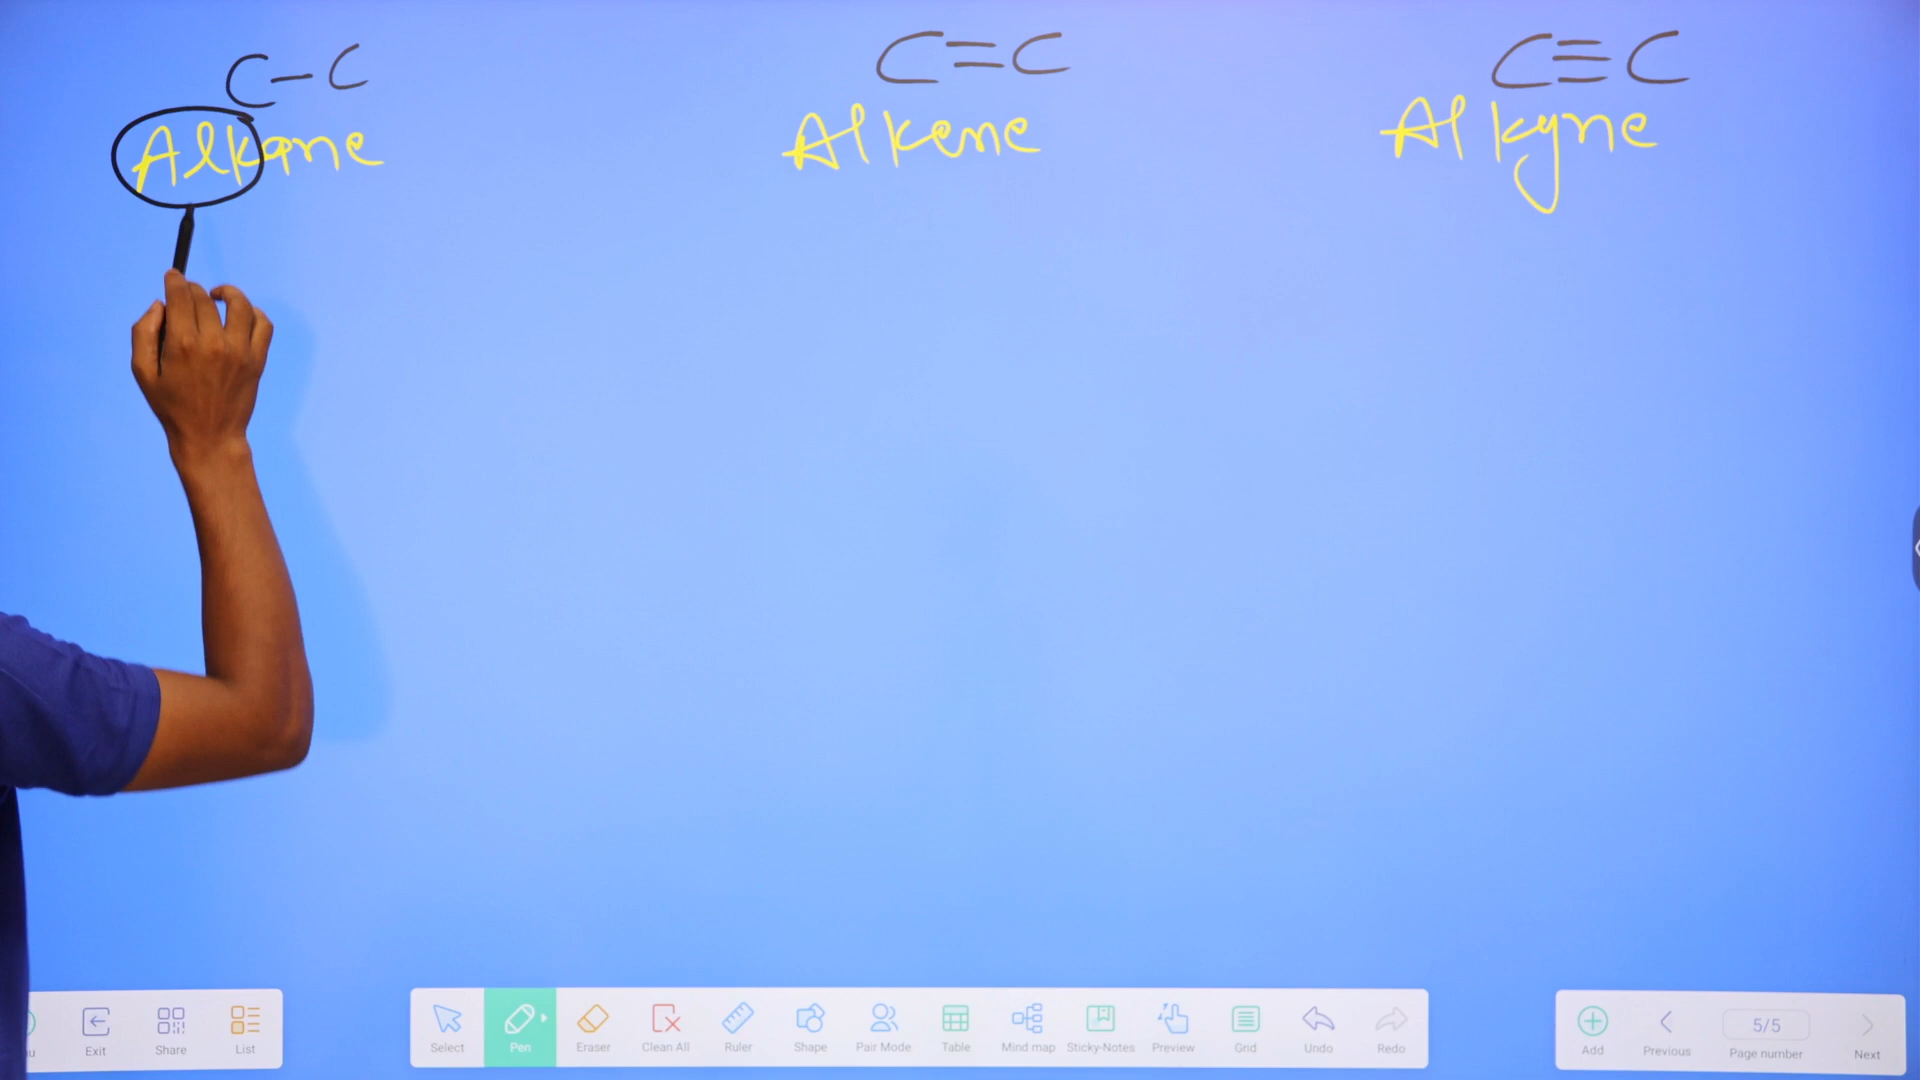 C-C
C=C
C≡C
Alkane
Alkene
Alkyne
Exit
Share
List
Select
Pen
Eraser
Clean All
Ruler
Shape
Pair Mode
Table
Mind map
Sticky-Notes
Preview
Grid
Undo
Redo
Add
Previous
5/5
Page number
Next